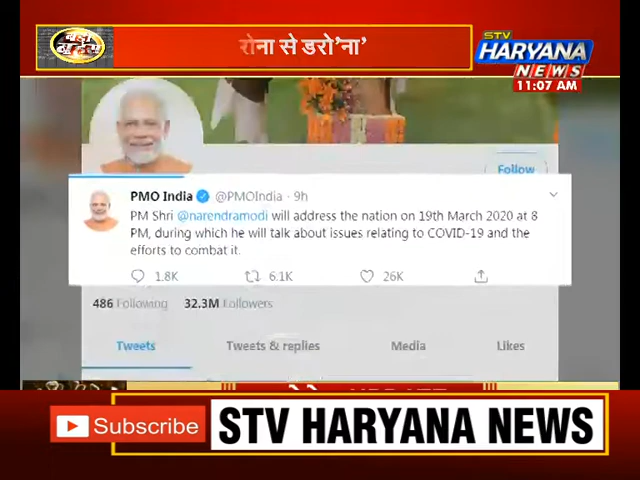 बड़ी
खबर
रोना से डरो'ना'
STV
HARYANA
NEWS
11:07 AM
Follow
PMO India @PMOIndia · 9h
PM Shri @narendramodi will address the nation on 19th March 2020 at 8
PM, during which he will talk about issues relating to COVID-19 and the
efforts to combat it.
1.8K 6.1K 26K
486 Following 32.3M Followers
Tweets Tweets & replies Media Likes
Subscribe
STV HARYANA NEWS